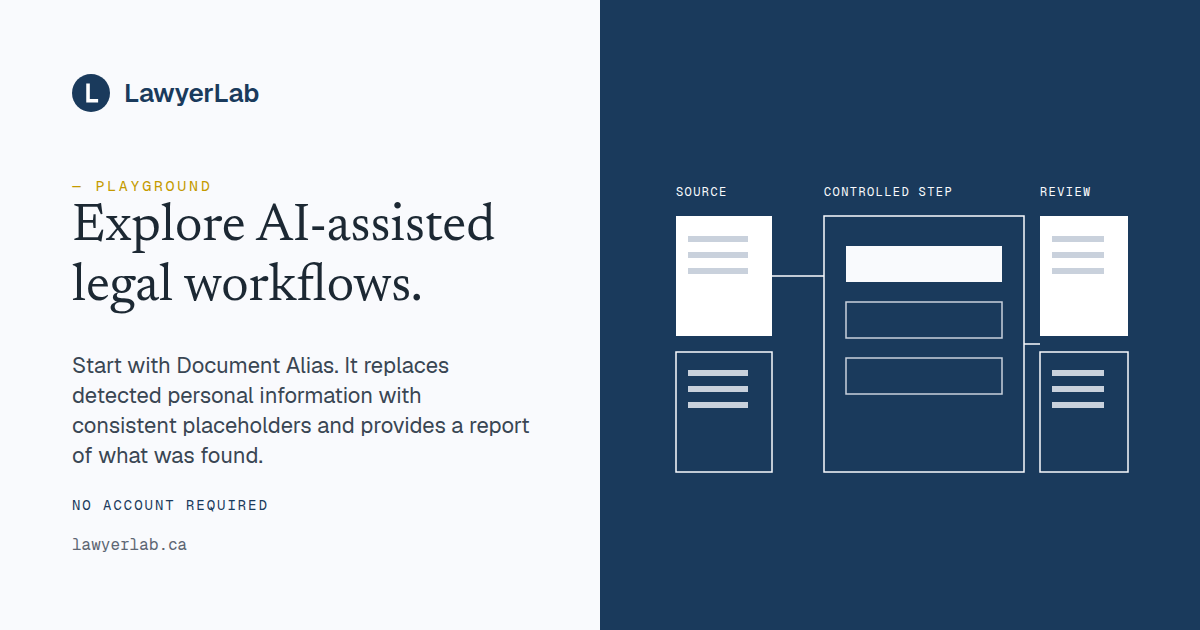 L LawyerLab
— PLAYGROUND
Explore AI-assisted
legal workflows.
Start with Document Alias. It replaces
detected personal information with
consistent placeholders and provides a report
of what was found.
NO ACCOUNT REQUIRED
lawyerlab.ca
SOURCE
CONTROLLED STEP
REVIEW